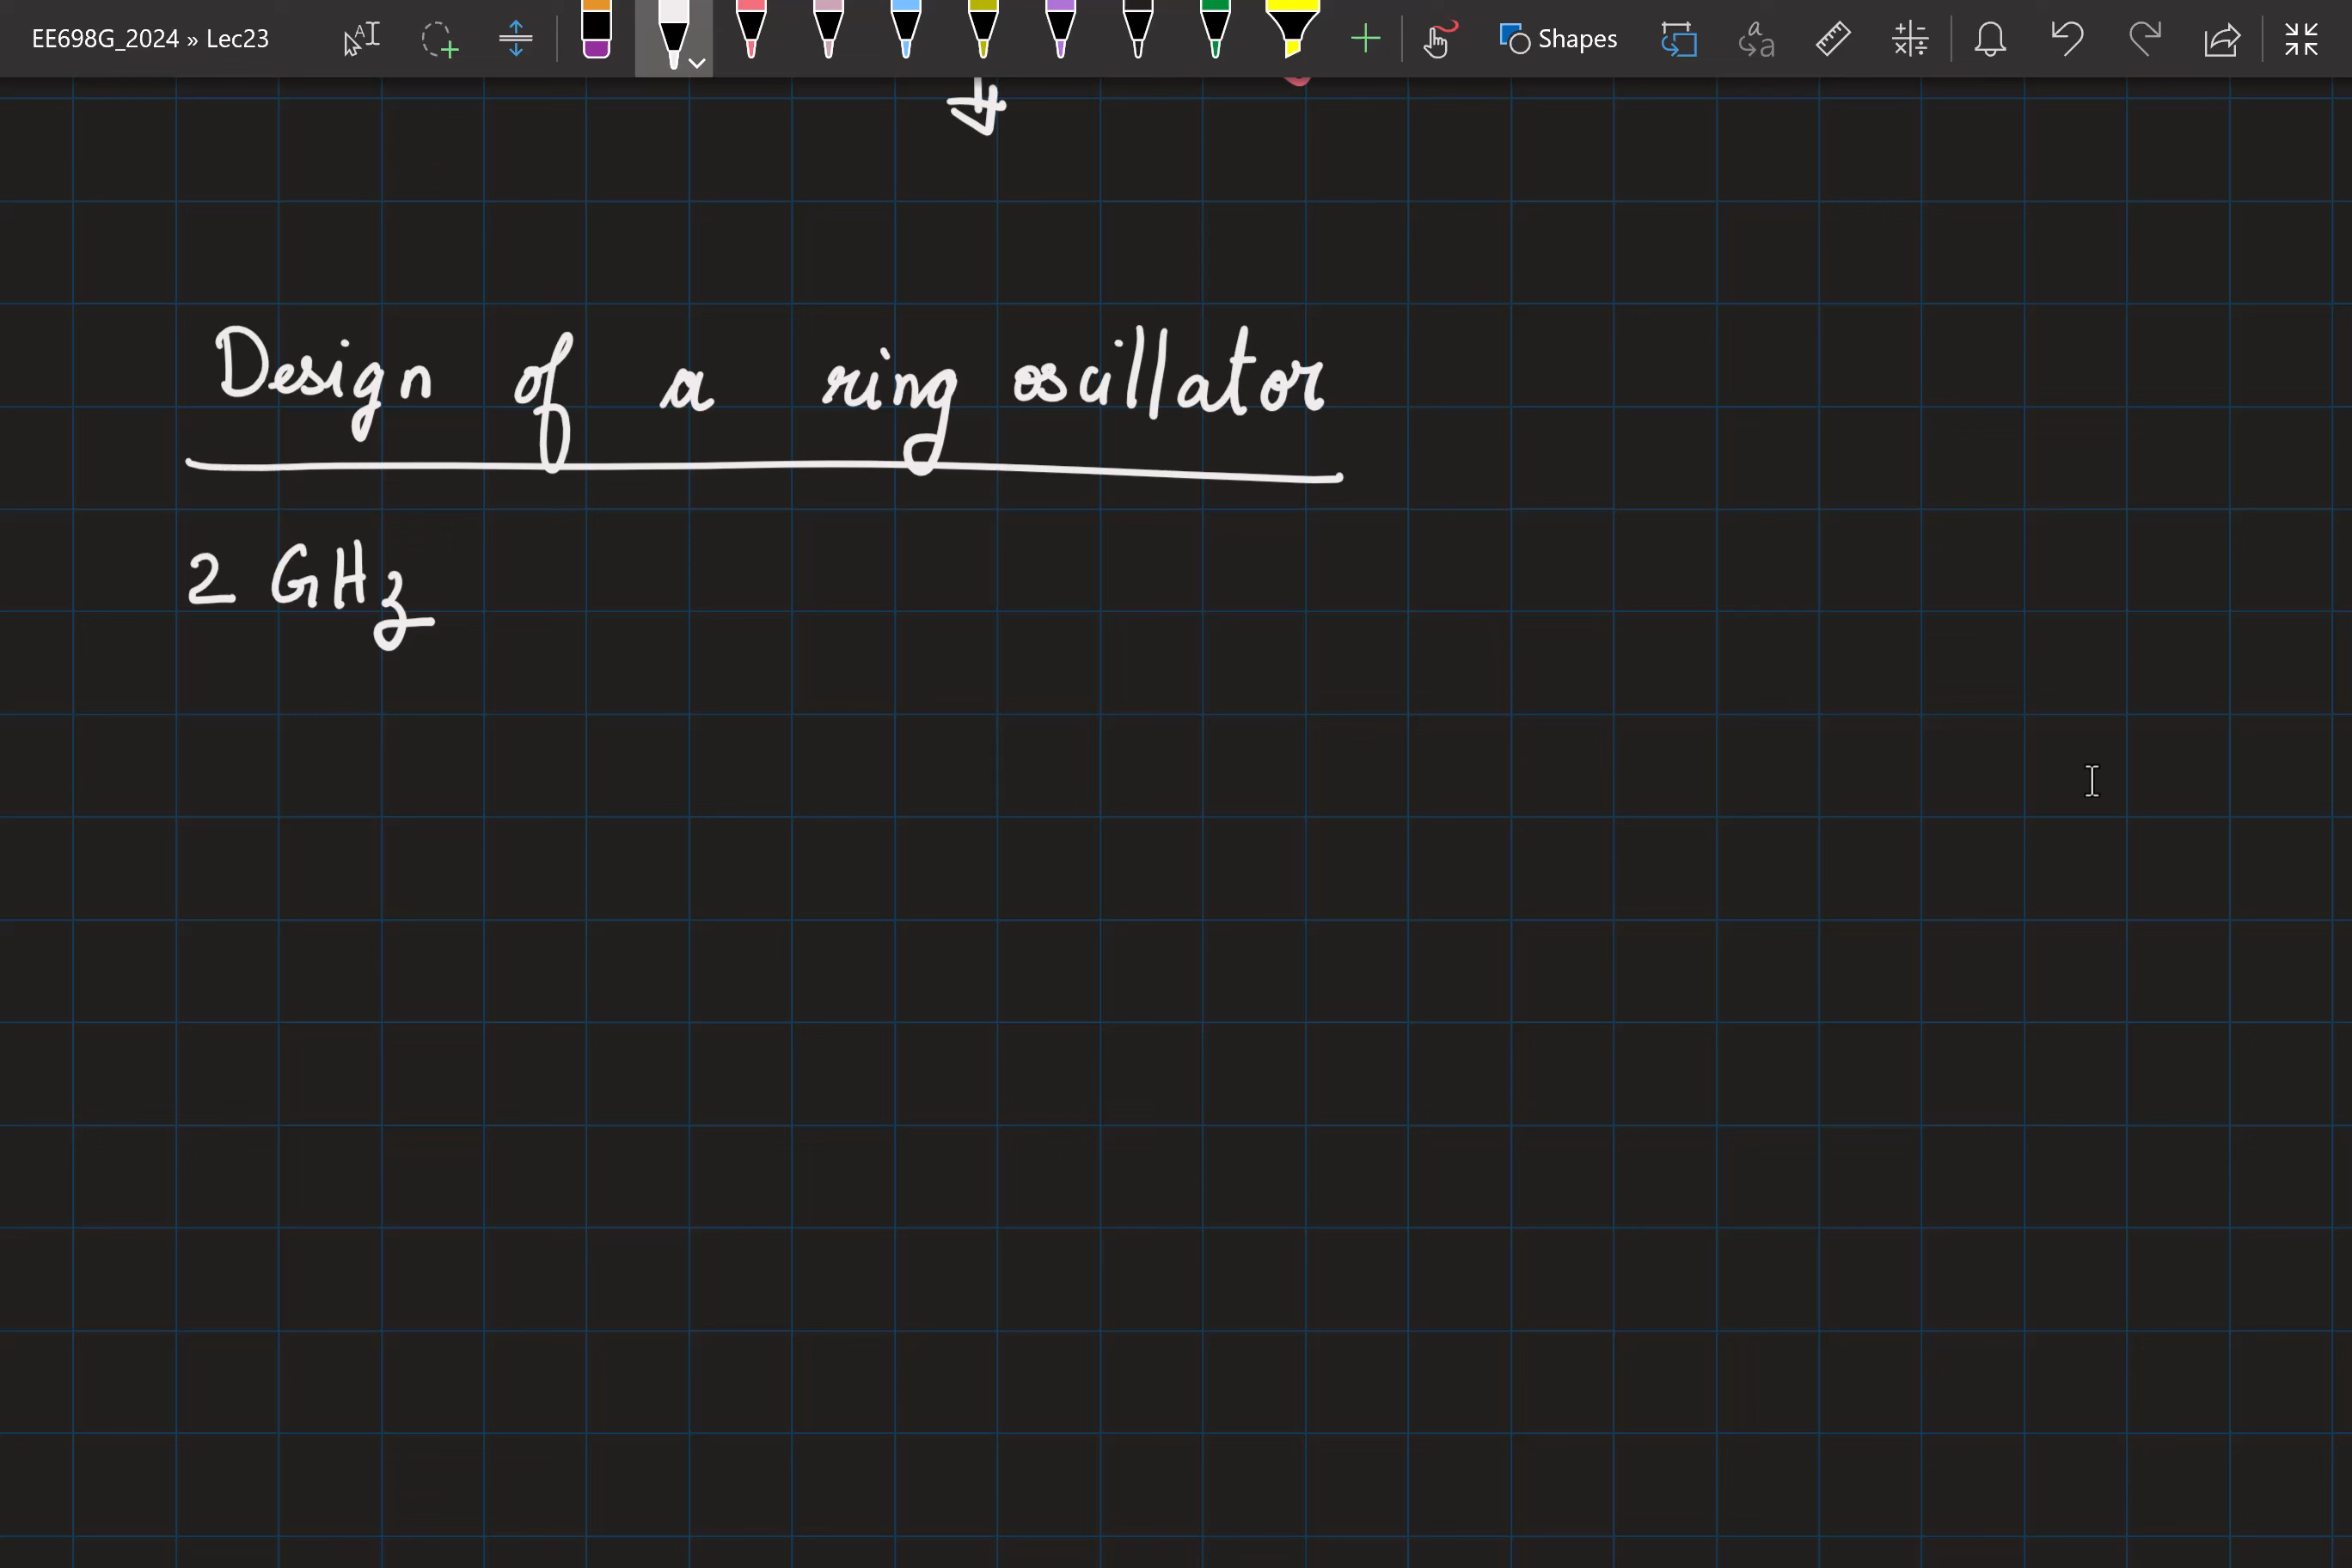 EE698G_2024 » Lec23
Shapes
Design of a ring oscillator
2 GHz